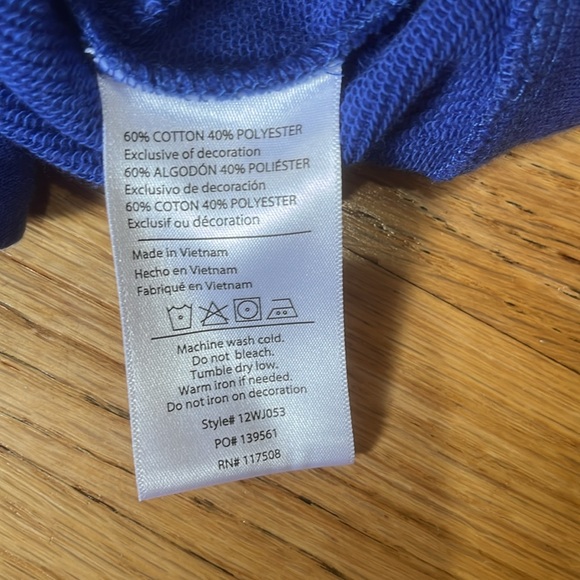 60% COTTON 40% POLYESTER
Exclusive of decoration
60% ALGODÓN 40% POLIÉSTER
Exclusivo de decoración
60% COTON 40% POLYESTER
Exclusif ou décoration
Made in Vietnam
Hecho en Vietnam
Fabriqué en Vietnam
Machine wash cold.
Do not bleach.
Tumble dry low.
Warm iron if needed.
Do not iron on decoration
Style# 12WJ053
PO# 139561
RN# 117508